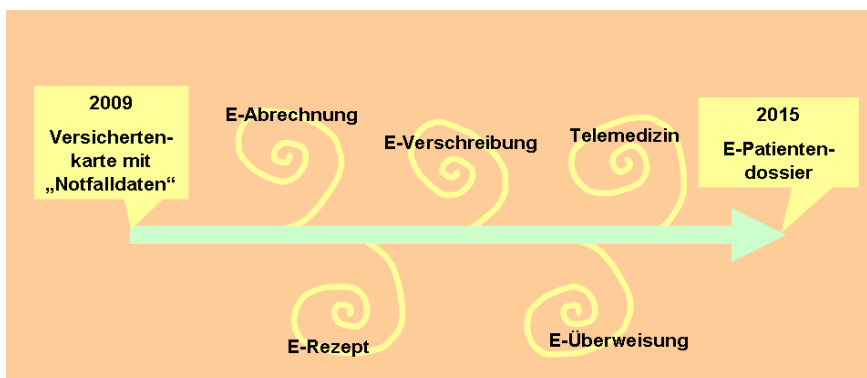 2009
Versicherten-
karte mit
„Notfalldaten“
E-Abrechnung
E-Verschreibung
Telemedizin
2015
E-Patienten-
dossier
E-Rezept
E-Überweisung